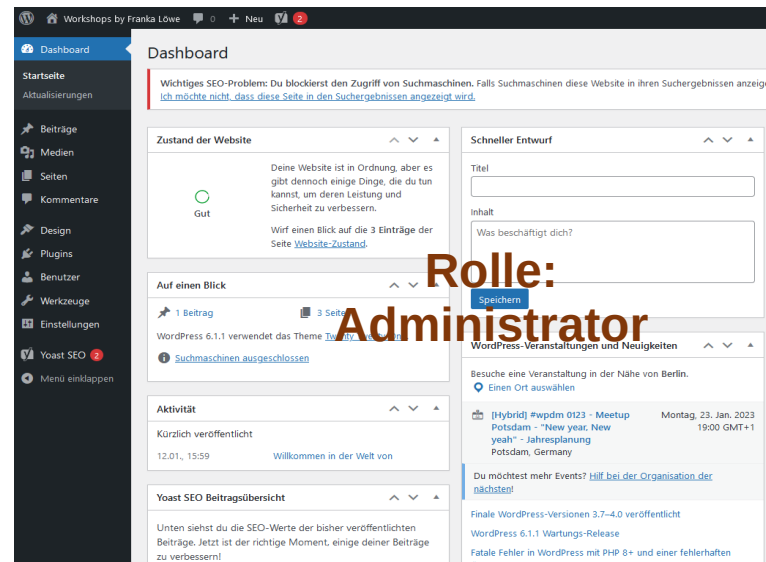 Workshops by Franka Löwe 0 + Neu 2
Dashboard
Startseite
Aktualisierungen
Beiträge
Medien
Seiten
Kommentare
Design
Plugins
Benutzer
Werkzeuge
Einstellungen
Yoast SEO 2
Menü einklappen
Dashboard
Wichtiges SEO-Problem: Du blockierst den Zugriff von Suchmaschinen. Falls Suchmaschinen diese Website in ihren Suchergebnissen anzeige
Ich möchte nicht, dass diese Seite in den Suchergebnissen angezeigt wird.
Zustand der Website
Gut
Deine Website ist in Ordnung, aber es
gibt dennoch einige Dinge, die du tun
kannst, um deren Leistung und
Sicherheit zu verbessern.
Wirf einen Blick auf die 3 Einträge der
Seite Website-Zustand.
Auf einen Blick
1 Beitrag
3 Seiten
WordPress 6.1.1 verwendet das Theme
Suchmaschinen ausgeschlossen
Aktivität
Kürzlich veröffentlicht
12.01., 15:59 Willkommen in der Welt von
Yoast SEO Beitragsübersicht
Unten siehst du die SEO-Werte der bisher veröffentlichten
Beiträge. Jetzt ist der richtige Moment, einige deiner Beiträge
zu verbessern!
Schneller Entwurf
Titel
Inhalt
Was beschäftigt dich?
Speichern
Rolle:
Administrator
WordPress-Veranstaltungen und Neuigkeiten
Besuche eine Veranstaltung in der Nähe von Berlin.
Einen Ort auswählen
[Hybrid] #wpdm 0123 - Meetup
Potsdam - "New year, New
yeah" - Jahresplanung
Potsdam, Germany
Montag, 23. Jan. 2023
19:00 GMT+1
Du möchtest mehr Events? Hilf bei der Organisation der
nächsten!
Finale WordPress-Versionen 3.7–4.0 veröffentlicht
WordPress 6.1.1 Wartungs-Release
Fatale Fehler in WordPress mit PHP 8+ und einer fehlerhaften